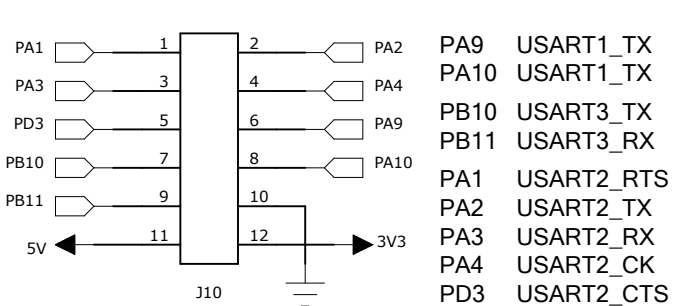 PA1 1 2 PA2
PA3 3 4 PA4
PD3 5 6 PA9
PB10 7 8 PA10
PB11 9 10
5V 11 12 3V3
J10
PA9 USART1_TX
PA10 USART1_TX
PB10 USART3_TX
PB11 USART3_RX
PA1 USART2_RTS
PA2 USART2_TX
PA3 USART2_RX
PA4 USART2_CK
PD3 USART2_CTS